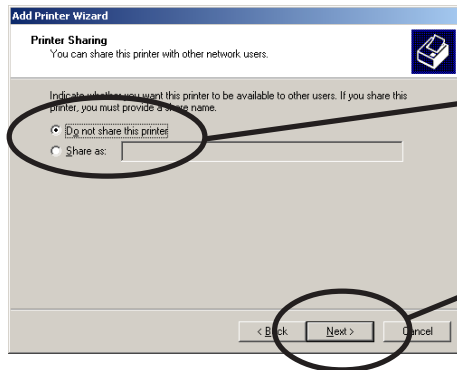 Add Printer Wizard
Printer Sharing
You can share this printer with other network users.
Indicate whether you want this printer to be available to other users. If you share this
printer, you must provide a share name.
Do not share this printer
Share as:
< Back Next > Cancel